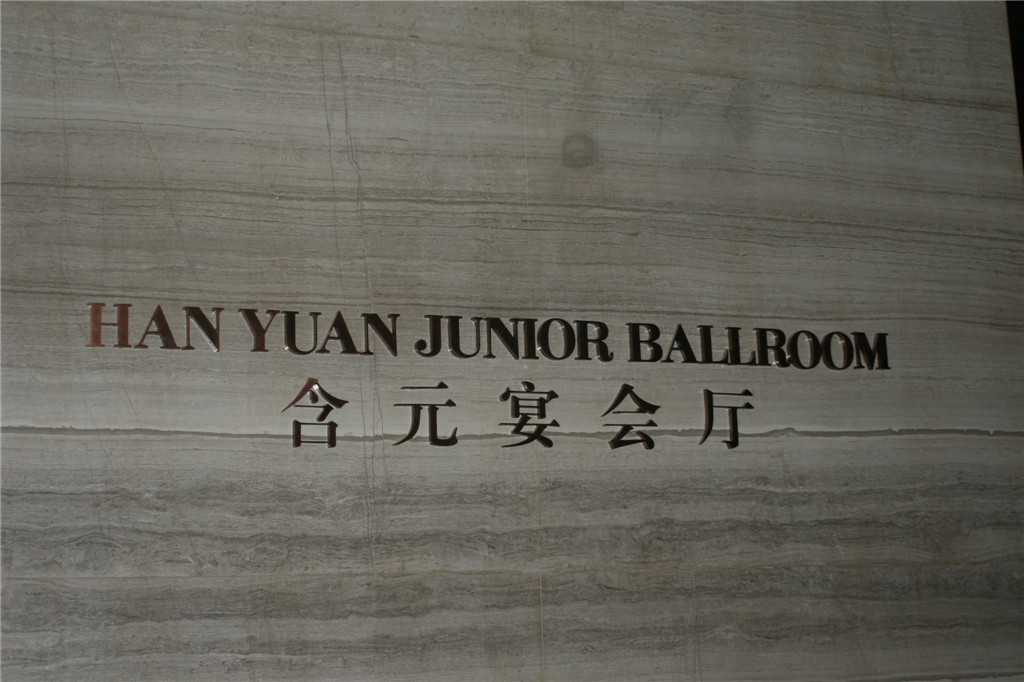 HAN YUAN JUNIOR BALLROOM
含元宴会厅